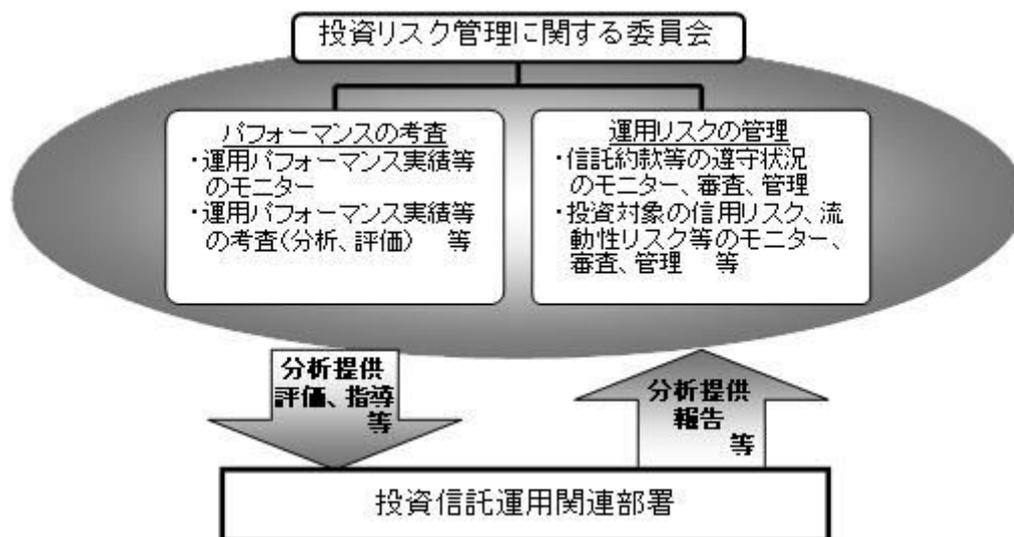 投資リスク管理に関する委員会
パフォーマンスの考査
・運用パフォーマンス実績等
のモニター
・運用パフォーマンス実績等
の考査(分析、評価)　等
運用リスクの管理
・信託約款等の遵守状況
のモニター、審査、管理
・投資対象の信用リスク、流
動性リスク等のモニター、
審査、管理　等
分析提供
評価、指導
等
分析提供
報告
等
投資信託運用関連部署